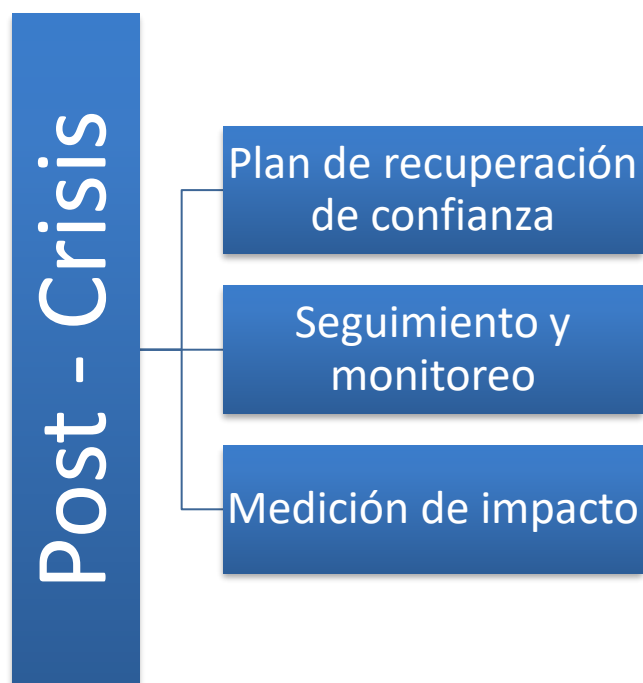 Post - Crisis
Plan de recuperación
de confianza
Seguimiento y
monitoreo
Medición de impacto